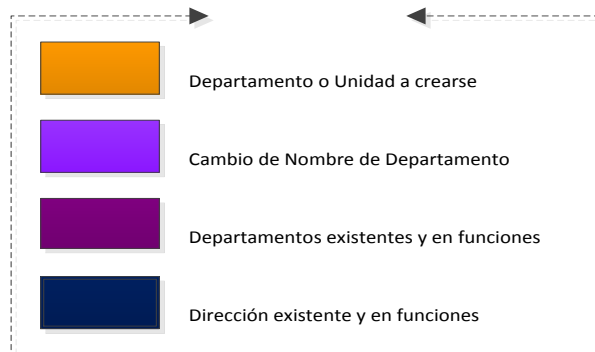 Departamento o Unidad a crearse
Cambio de Nombre de Departamento
Departamentos existentes y en funciones
Dirección existente y en funciones